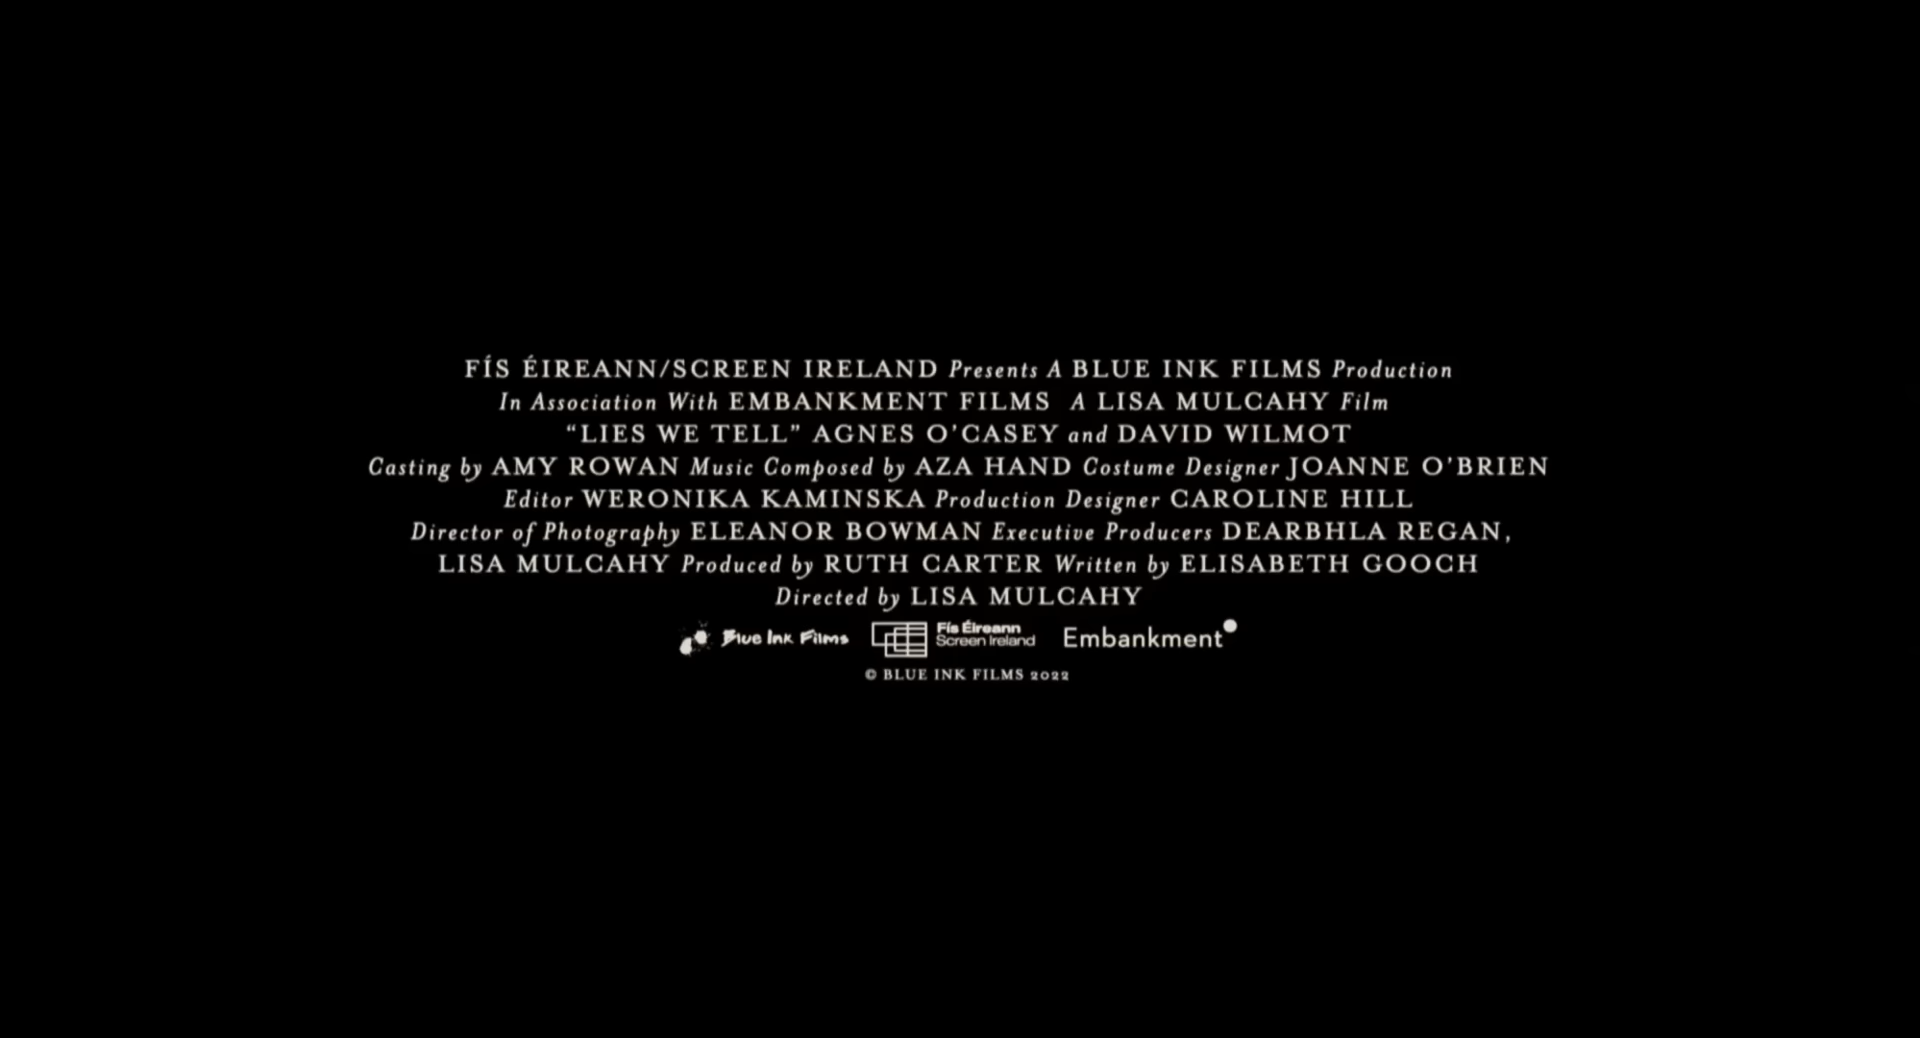 FÍS ÉIREANN/SCREEN IRELAND Presents A BLUE INK FILMS Production
In Association With EMBANKMENT FILMS A LISA MULCAHY Film
“LIES WE TELL” AGNES O’CASEY and DAVID WILMOT
Casting by AMY ROWAN Music Composed by AZA HAND Costume Designer JOANNE O’BRIEN
Editor WERONIKA KAMINSKA Production Designer CAROLINE HILL
Director of Photography ELEANOR BOWMAN Executive Producers DEARBHLA REGAN,
LISA MULCAHY Produced by RUTH CARTER Written by ELISABETH GOOCH
Directed by LISA MULCAHY
Blue Ink Films
Fís Éireann
Screen Ireland
Embankment
© BLUE INK FILMS 2022